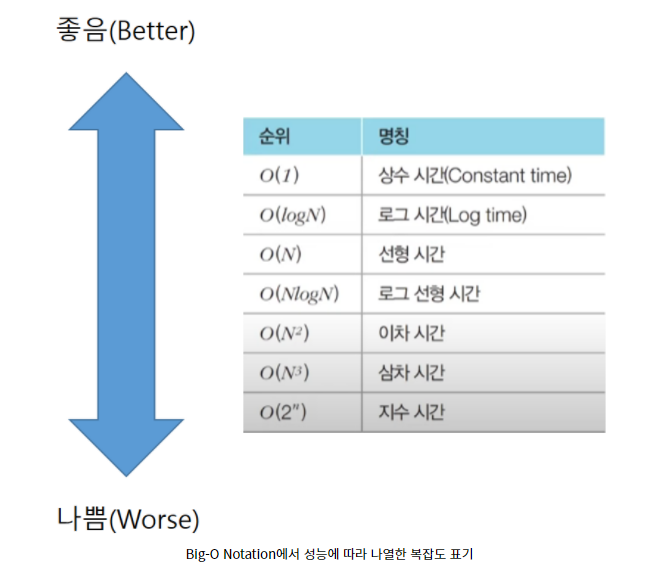 좋음(Better)
순위 명칭
O(1) 상수 시간(Constant time)
O(logN) 로그 시간(Log time)
O(N) 선형 시간
O(NlogN) 로그 선형 시간
O(N²) 이차 시간
O(N³) 삼차 시간
O(2ⁿ) 지수 시간
나쁨(Worse)
Big-O Notation에서 성능에 따라 나열한 복잡도 표기